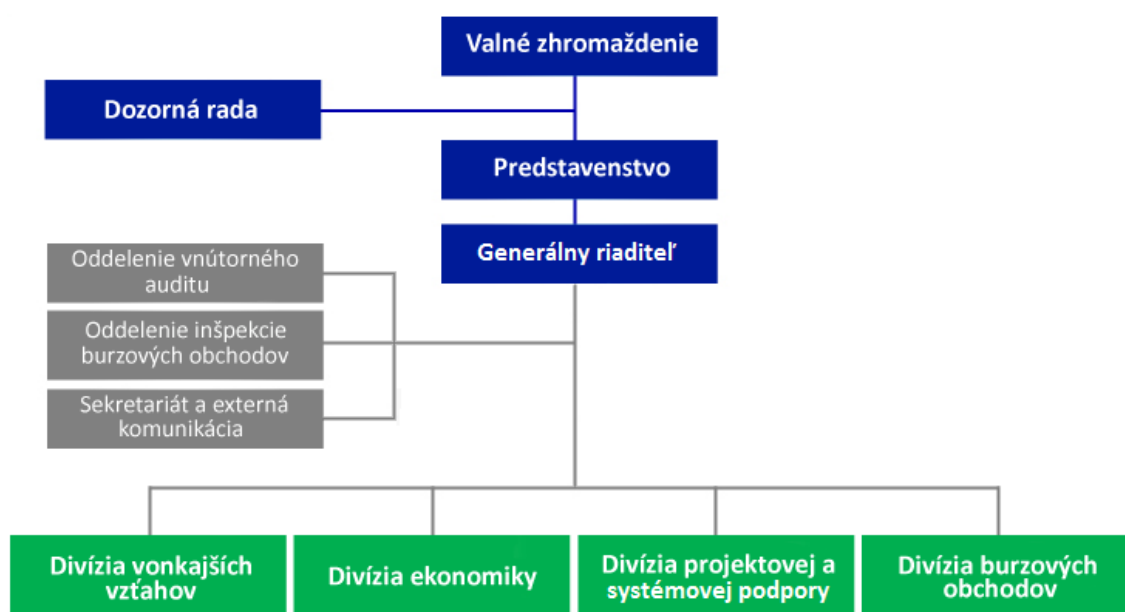 Valné zhromaždenie
Dozorná rada
Predstavenstvo
Generálny riaditeľ
Oddelenie vnútorného
auditu
Oddelenie inšpekcie
burzových obchodov
Sekretariát a externá
komunikácia
Divízia vonkajších
vzťahov
Divízia ekonomiky
Divízia projektovej a
systémovej podpory
Divízia burzových
obchodov